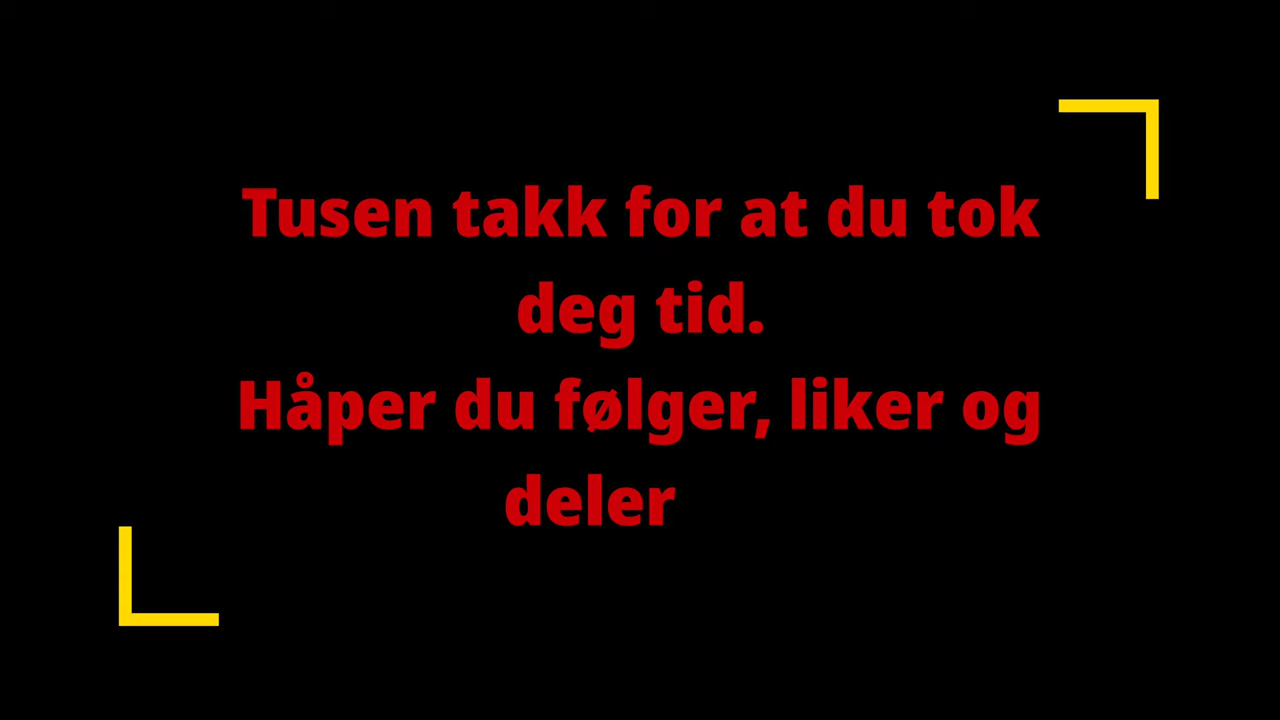 Tusen takk for at du tok
deg tid.
Håper du følger, liker og
deler